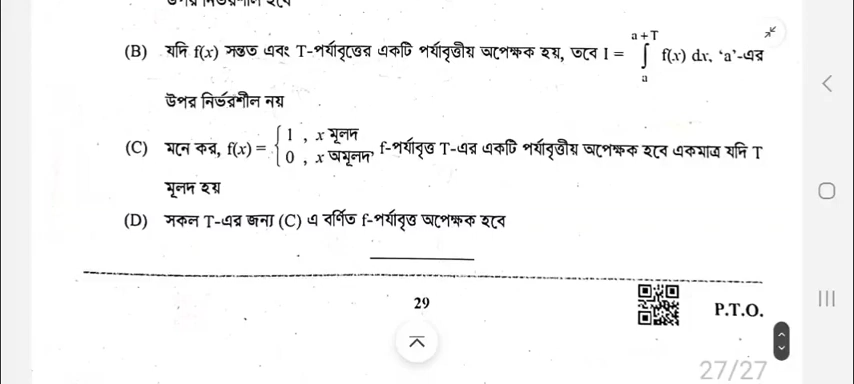 (B) যদি f(x) সন্তত এবং T-পর্যাবৃত্তের একটি পর্যাবৃত্তীয় অপেক্ষক হয়, তবে I = ∫ₐᵃ⁺ᵀ f(x) dx, ‘a’-এর
উপর নির্ভরশীল নয়
(C) মনে কর, f(x) = { 1 , x মূলদ
0 , x অমূলদ, f-পর্যাবৃত্ত T-এর একটি পর্যাবৃত্তীয় অপেক্ষক হবে একমাত্র যদি T
মূলদ হয়
(D) সকল T-এর জন্য (C) এ বর্ণিত f-পর্যাবৃত্ত অপেক্ষক হবে
29
P.T.O.
27/27